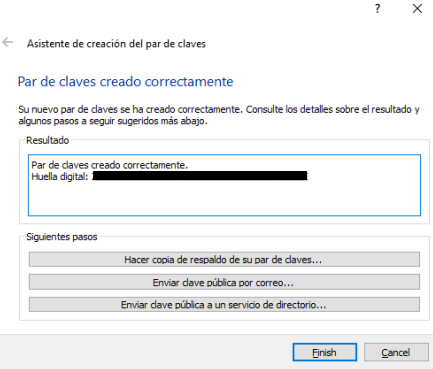 ?
Asistente de creación del par de claves
Par de claves creado correctamente
Su nuevo par de claves se ha creado correctamente. Consulte los detalles sobre el resultado y
algunos pasos a seguir sugeridos más abajo.
Resultado
Par de claves creado correctamente.
Huella digital:
Siguientes pasos
Hacer copia de respaldo de su par de claves...
Enviar clave pública por correo...
Enviar clave pública a un servicio de directorio...
Finish Cancel